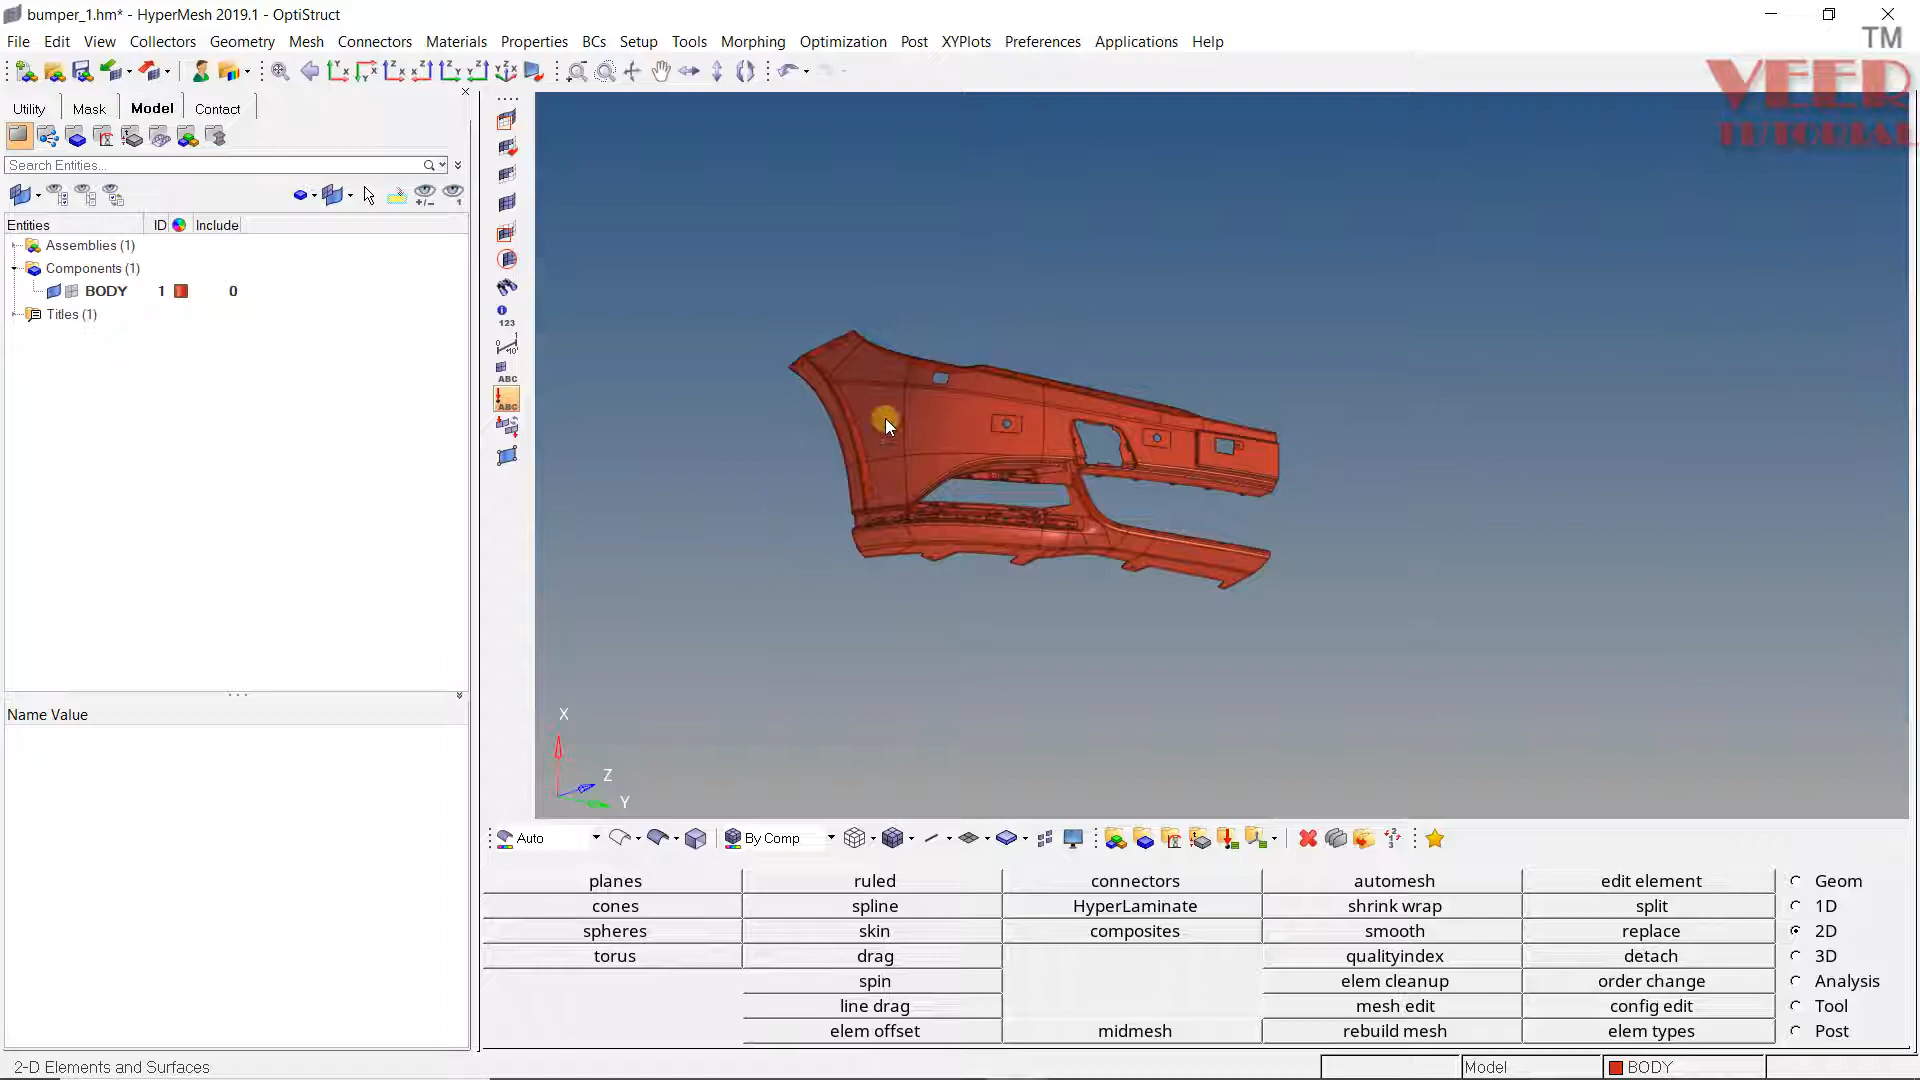 bumper_1.hm* - HyperMesh 2019.1 - OptiStruct
File Edit View Collectors Geometry Mesh Connectors Materials Properties BCs Setup Tools Morphing Optimization Post XYPlots Preferences Applications Help
TM
VEER
TUTORIAL
Utility Mask Model Contact
Search Entities...
Entities ID Include
Assemblies (1)
Components (1)
BODY 1 0
Titles (1)
123
ABC
ABC
Name Value
X
Z
Y
Auto By Comp
planes ruled connectors automesh edit element Geom
cones spline HyperLaminate shrink wrap split 1D
spheres skin composites smooth replace 2D
torus drag qualityindex detach 3D
spin elem cleanup order change Analysis
line drag mesh edit config edit Tool
elem offset midmesh rebuild mesh elem types Post
2-D Elements and Surfaces Model BODY